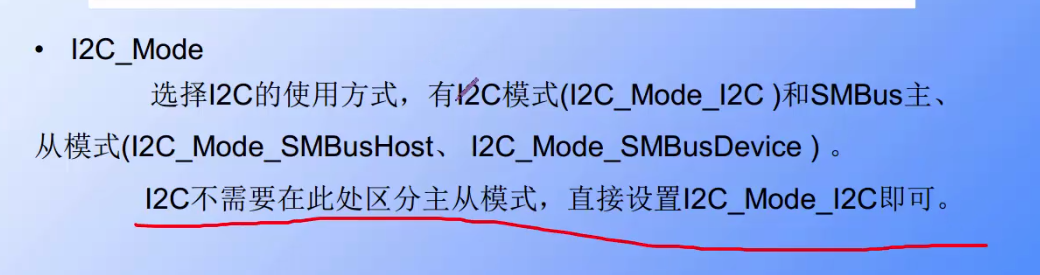 • I2C_Mode
选择I2C的使用方式，有I2C模式(I2C_Mode_I2C )和SMBus主、
从模式(I2C_Mode_SMBusHost、 I2C_Mode_SMBusDevice ) 。
I2C不需要在此处区分主从模式，直接设置I2C_Mode_I2C即可。